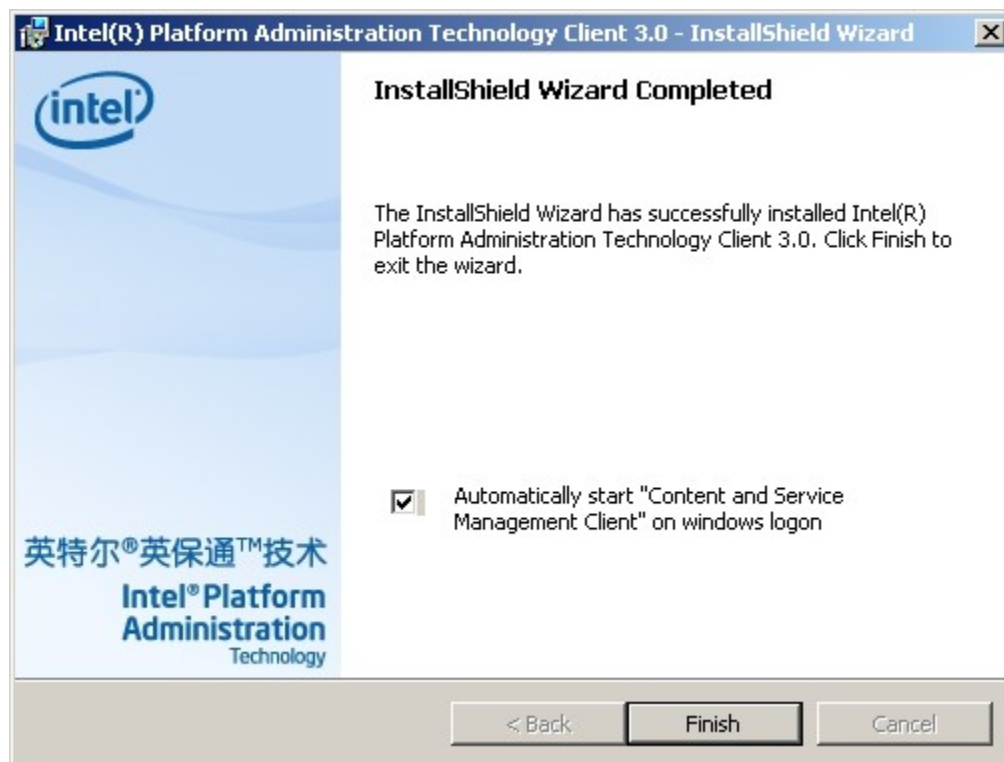 Intel(R) Platform Administration Technology Client 3.0 - InstallShield Wizard
intel
InstallShield Wizard Completed
The InstallShield Wizard has successfully installed Intel(R)
Platform Administration Technology Client 3.0. Click Finish to
exit the wizard.
Automatically start "Content and Service
Management Client" on windows logon
英特尔®英保通™技术
Intel® Platform
Administration
Technology
< Back
Finish
Cancel